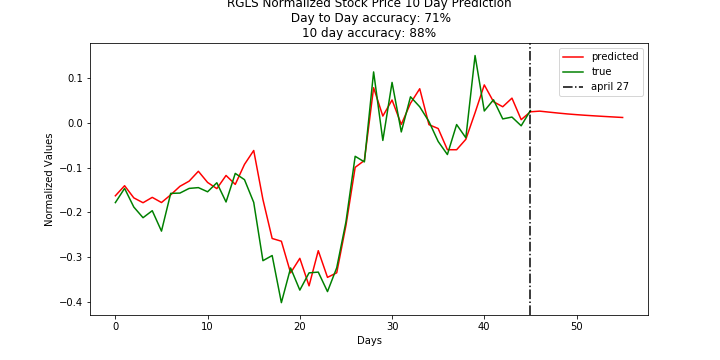 RGLS Normalized Stock Price 10 Day Prediction
Day to Day accuracy: 71%
10 day accuracy: 88%
predicted
true
april 27
Normalized Values
0.1
0.0
−0.1
−0.2
−0.3
−0.4
0 10 20 30 40 50
Days